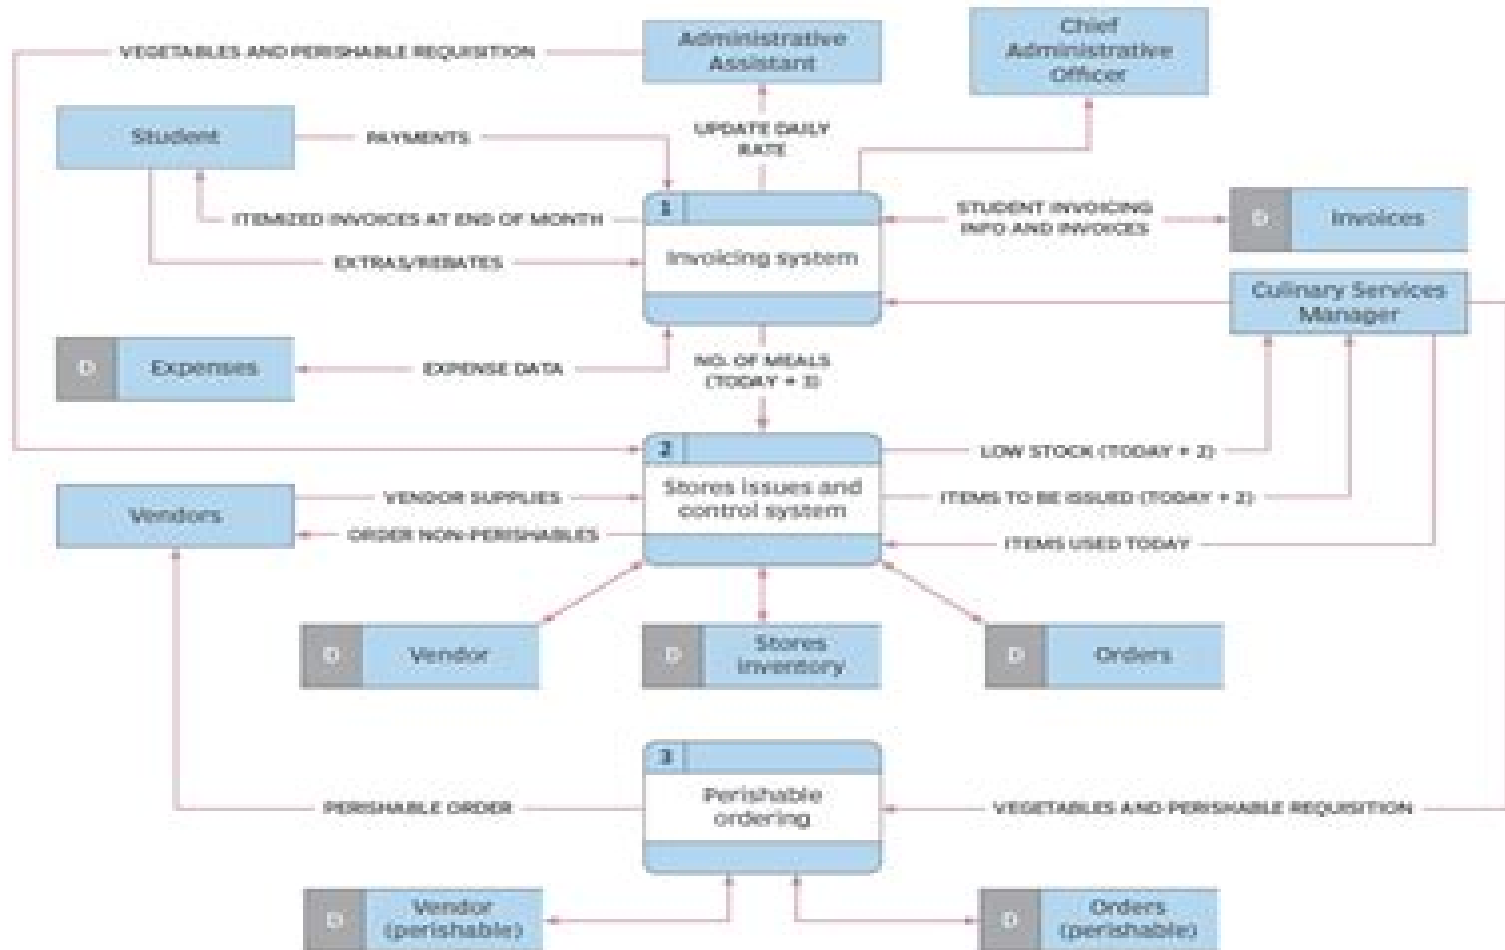 VEGETABLES AND PERISHABLE REQUISITION
Administrative
Assistant
Chief
Administrative
Officer
Student
PAYMENTS
UPDATE DAILY
RATE
1
ITEMIZED INVOICES AT END OF MONTH
STUDENT INVOICING
INFO AND INVOICES
D
Invoices
EXTRAS/REBATES
Invoicing system
Culinary Services
Manager
D
Expenses
EXPENSE DATA
NO. OF MEALS
(TODAY + 3)
2
LOW STOCK (TODAY + 2)
Vendors
VENDOR SUPPLIES
Stores issues and
control system
ITEMS TO BE ISSUED (TODAY + 2)
ORDER NON-PERISHABLES
ITEMS USED TODAY
D
Vendor
D
Stores
inventory
D
Orders
3
PERISHABLE ORDER
Perishable
ordering
VEGETABLES AND PERISHABLE REQUISITION
D
Vendor
(perishable)
D
Orders
(perishable)